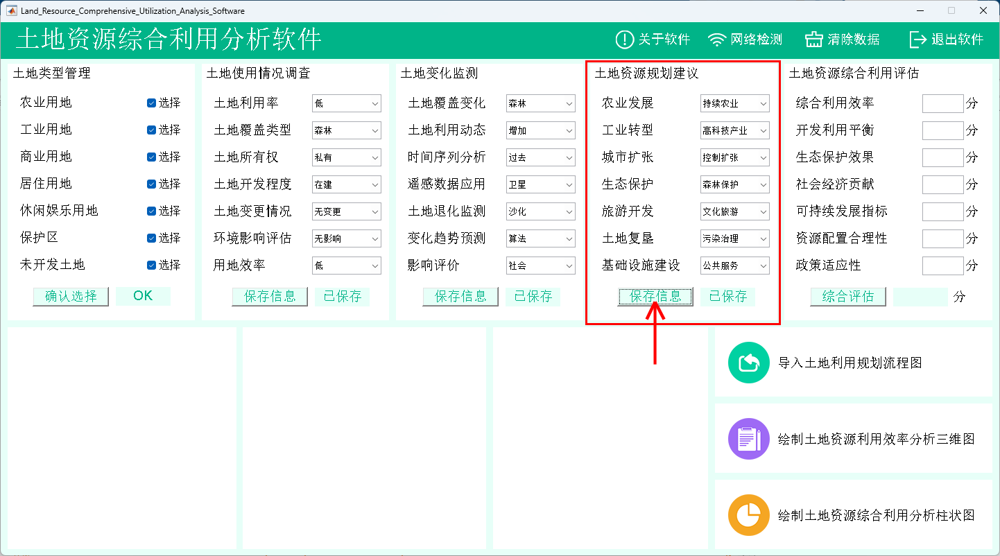 Land_Resource_Comprehensive_Utilization_Analysis_Software
土地资源综合利用分析软件
关于软件
网络检测
清除数据
退出软件
土地类型管理
农业用地 选择
工业用地 选择
商业用地 选择
居住用地 选择
休闲娱乐用地 选择
保护区 选择
未开发土地 选择
确认选择 OK
土地使用情况调查
土地利用率 低
土地覆盖类型 森林
土地所有权 私有
土地开发程度 在建
土地变更情况 无变更
环境影响评估 无影响
用地效率 低
保存信息 已保存
土地变化监测
土地覆盖变化 森林
土地利用动态 增加
时间序列分析 过去
遥感数据应用 卫星
土地退化监测 沙化
变化趋势预测 算法
影响评价 社会
保存信息 已保存
土地资源规划建议
农业发展 持续农业
工业转型 高科技产业
城市扩张 控制扩张
生态保护 森林保护
旅游开发 文化旅游
土地复垦 污染治理
基础设施建设 公共服务
保存信息 已保存
土地资源综合利用评估
综合利用效率 分
开发利用平衡 分
生态保护效果 分
社会经济贡献 分
可持续发展指标 分
资源配置合理性 分
政策适应性 分
综合评估 分
导入土地利用规划流程图
绘制土地资源利用效率分析三维图
绘制土地资源综合利用分析柱状图